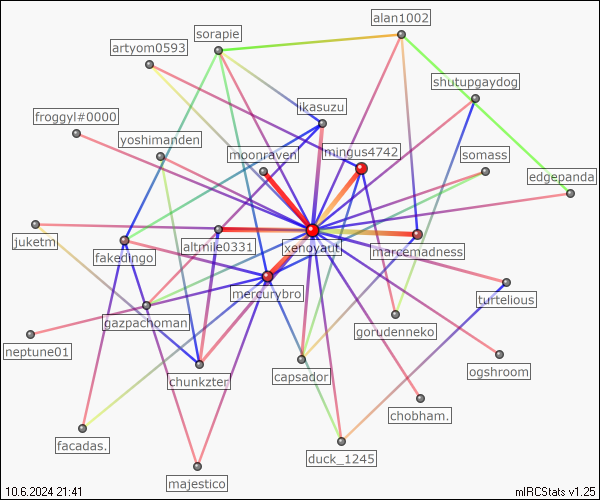 alan1002
sorapie
artyom0593
shutupgaydog
likasuzu
froggyl#0000
yoshimanden
mingus4742
moonraven
somass
edgepanda
juketm
altmile0331
xenoyaut
marcemadness
fakedingo
mercurybro
turtelious
gazpachoman
gorudenneko
neptune01
ogshroom
capsador
chunkzter
chobham.
facadas.
duck_1245
majestico
10.6.2024 21:41
mIRCStats v1.25